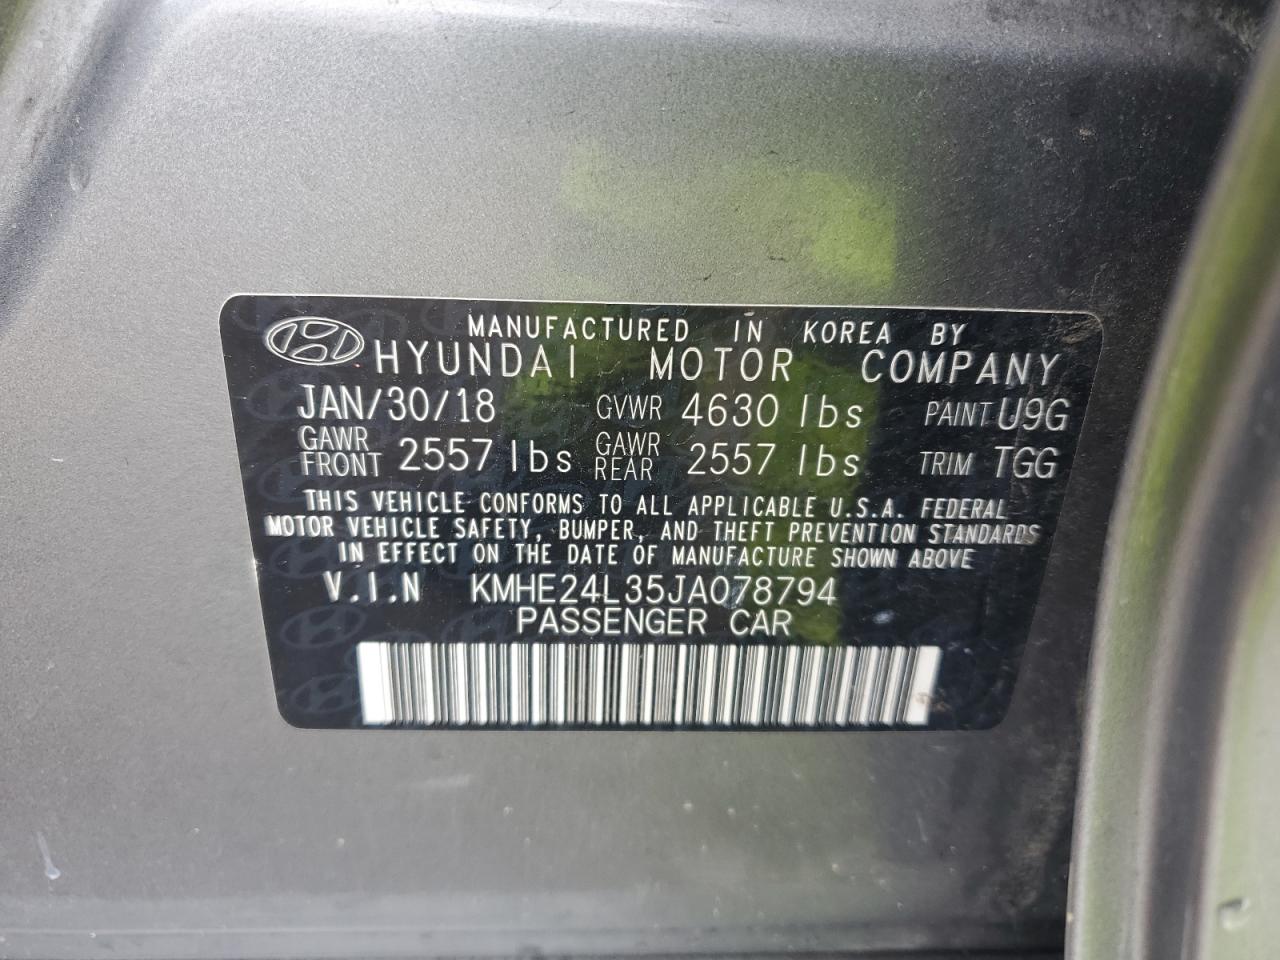 MANUFACTURED IN KOREA BY
HYUNDAI MOTOR COMPANY
JAN/30/18 GVWR 4630 lbs PAINT U9G
GAWR FRONT 2557 lbs GAWR REAR 2557 lbs TRIM TGG
THIS VEHICLE CONFORMS TO ALL APPLICABLE U.S.A. FEDERAL
MOTOR VEHICLE SAFETY, BUMPER, AND THEFT PREVENTION STANDARDS
IN EFFECT ON THE DATE OF MANUFACTURE SHOWN ABOVE
V.I.N KMHE24L35JA078794
PASSENGER CAR